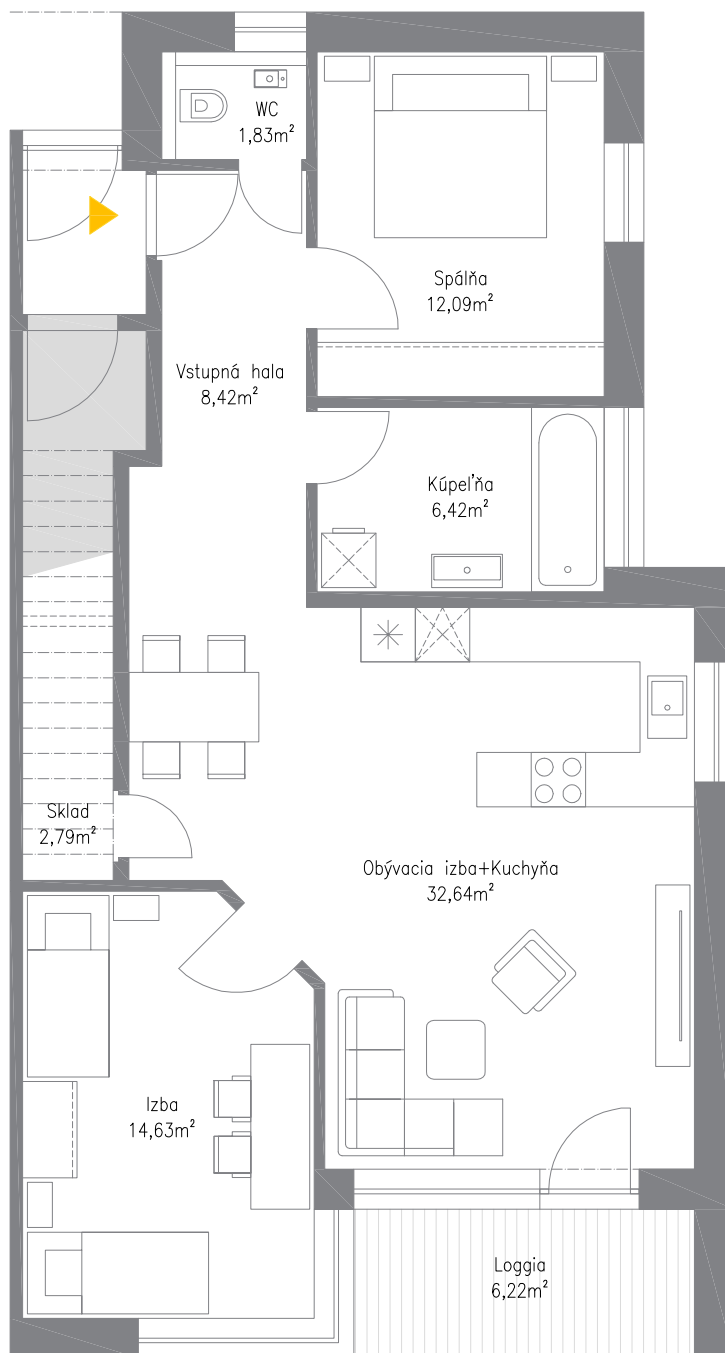 WC
1,83m²
Spálňa
12,09m²
Vstupná hala
8,42m²
Kúpeľňa
6,42m²
Sklad
2,79m²
Obývacia izba+Kuchyňa
32,64m²
Izba
14,63m²
Loggia
6,22m²